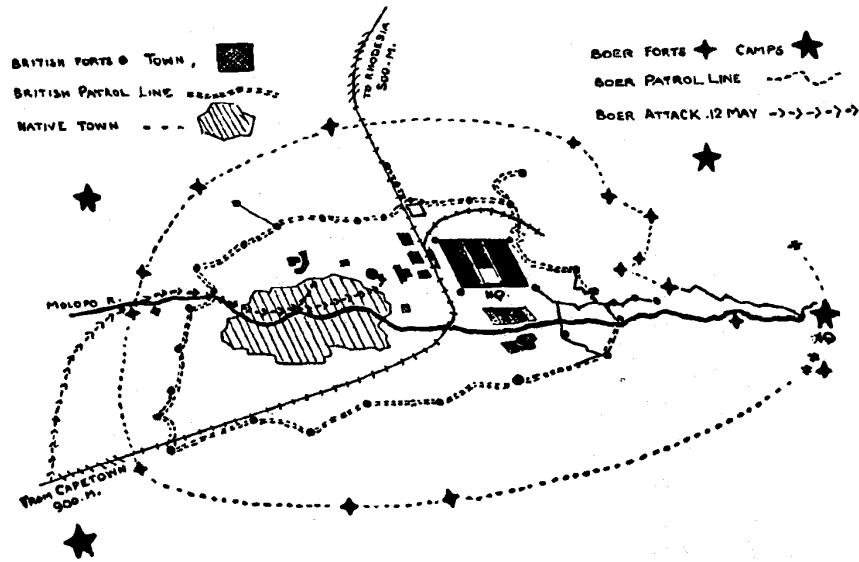 BRITISH FORTS TOWN,
BRITISH PATROL LINE
NATIVE TOWN
TO RHODESIA
500. M.
BOER FORTS CAMPS
BOER PATROL LINE
BOER ATTACK .12 MAY
MOLOPO R.
HQ.
HQ
FROM CAPETOWN
900. M.